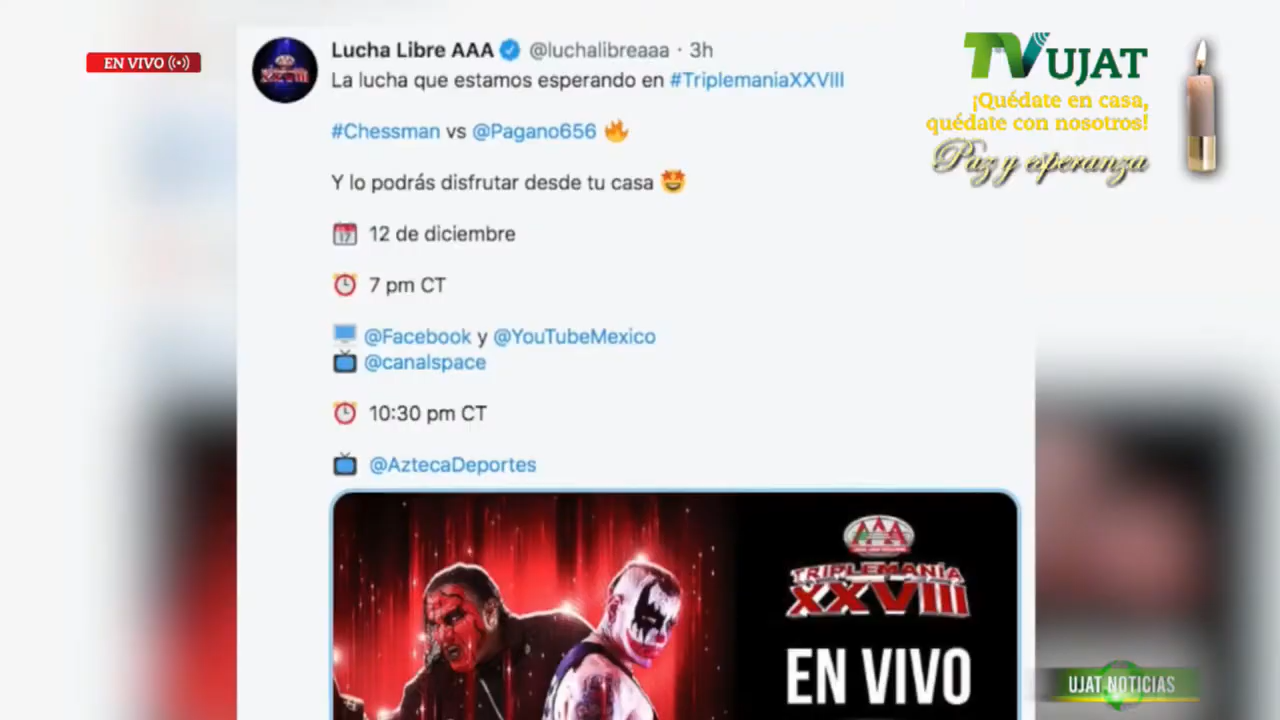 EN VIVO
Lucha Libre AAA @luchalibreaaa · 3h
La lucha que estamos esperando en #TriplemaniaXXVIII
#Chessman vs @Pagano656
Y lo podrás disfrutar desde tu casa
17
12 de diciembre
7 pm CT
@Facebook y @YouTubeMexico
@canalspace
10:30 pm CT
@AztecaDeportes
AAA
TRIPLEMANÍA
XXVIII
EN VIVO
TV UJAT
¡Quédate en casa,
quédate con nosotros!
Paz y esperanza
UJAT NOTICIAS